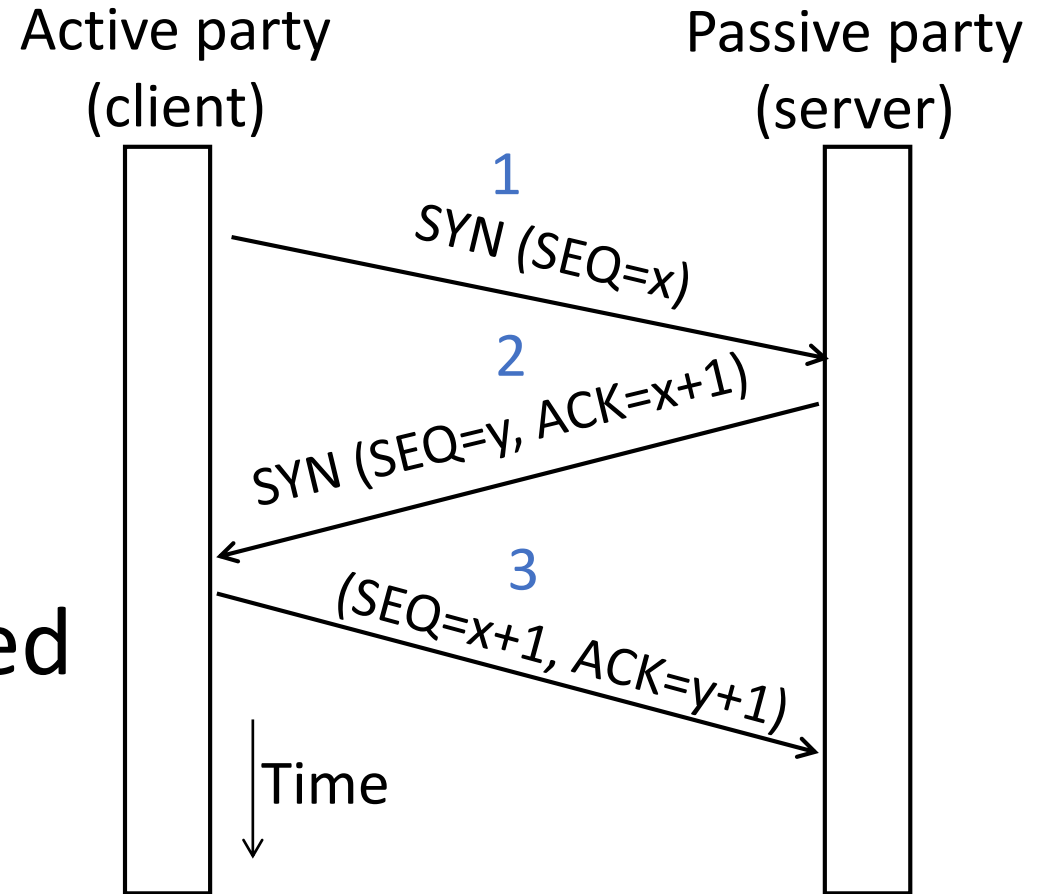 Active party
(client)
Passive party
(server)
1
SYN (SEQ=x)
2
SYN (SEQ=y, ACK=x+1)
3
(SEQ=x+1, ACK=y+1)
ed
Time